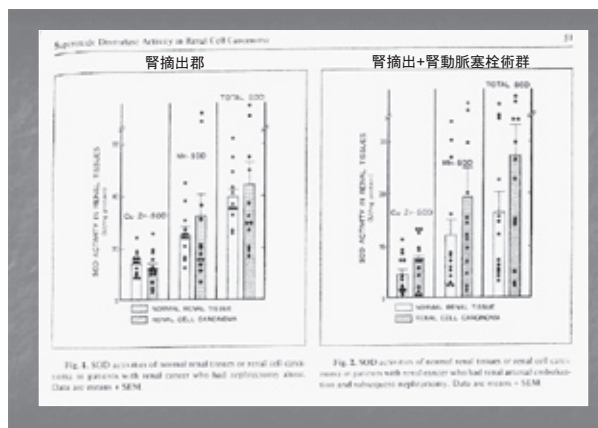 Superoxide Dismutase Activity in Renal Cell Carcinoma
51
腎摘出郡
TOTAL SOD
Mn-SOD
Cu Zn-SOD
SOD ACTIVITY IN RENAL TISSUES
NORMAL RENAL TISSUE
RENAL CELL CARCINOMA
Fig. 1. SOD activities of normal renal tissues or renal cell carci-
noma in patients with renal cancer who had nephrectomy alone.
Data are means + SEM.
腎摘出+腎動脈塞栓術群
TOTAL SOD
Mn-SOD
Cu Zn-SOD
SOD ACTIVITY IN RENAL TISSUES
NORMAL RENAL TISSUE
RENAL CELL CARCINOMA
Fig. 2. SOD activities of normal renal tissues or renal cell carci-
noma in patients with renal cancer who had renal arterial emboliza-
tion and subsequent nephrectomy. Data are means + SEM